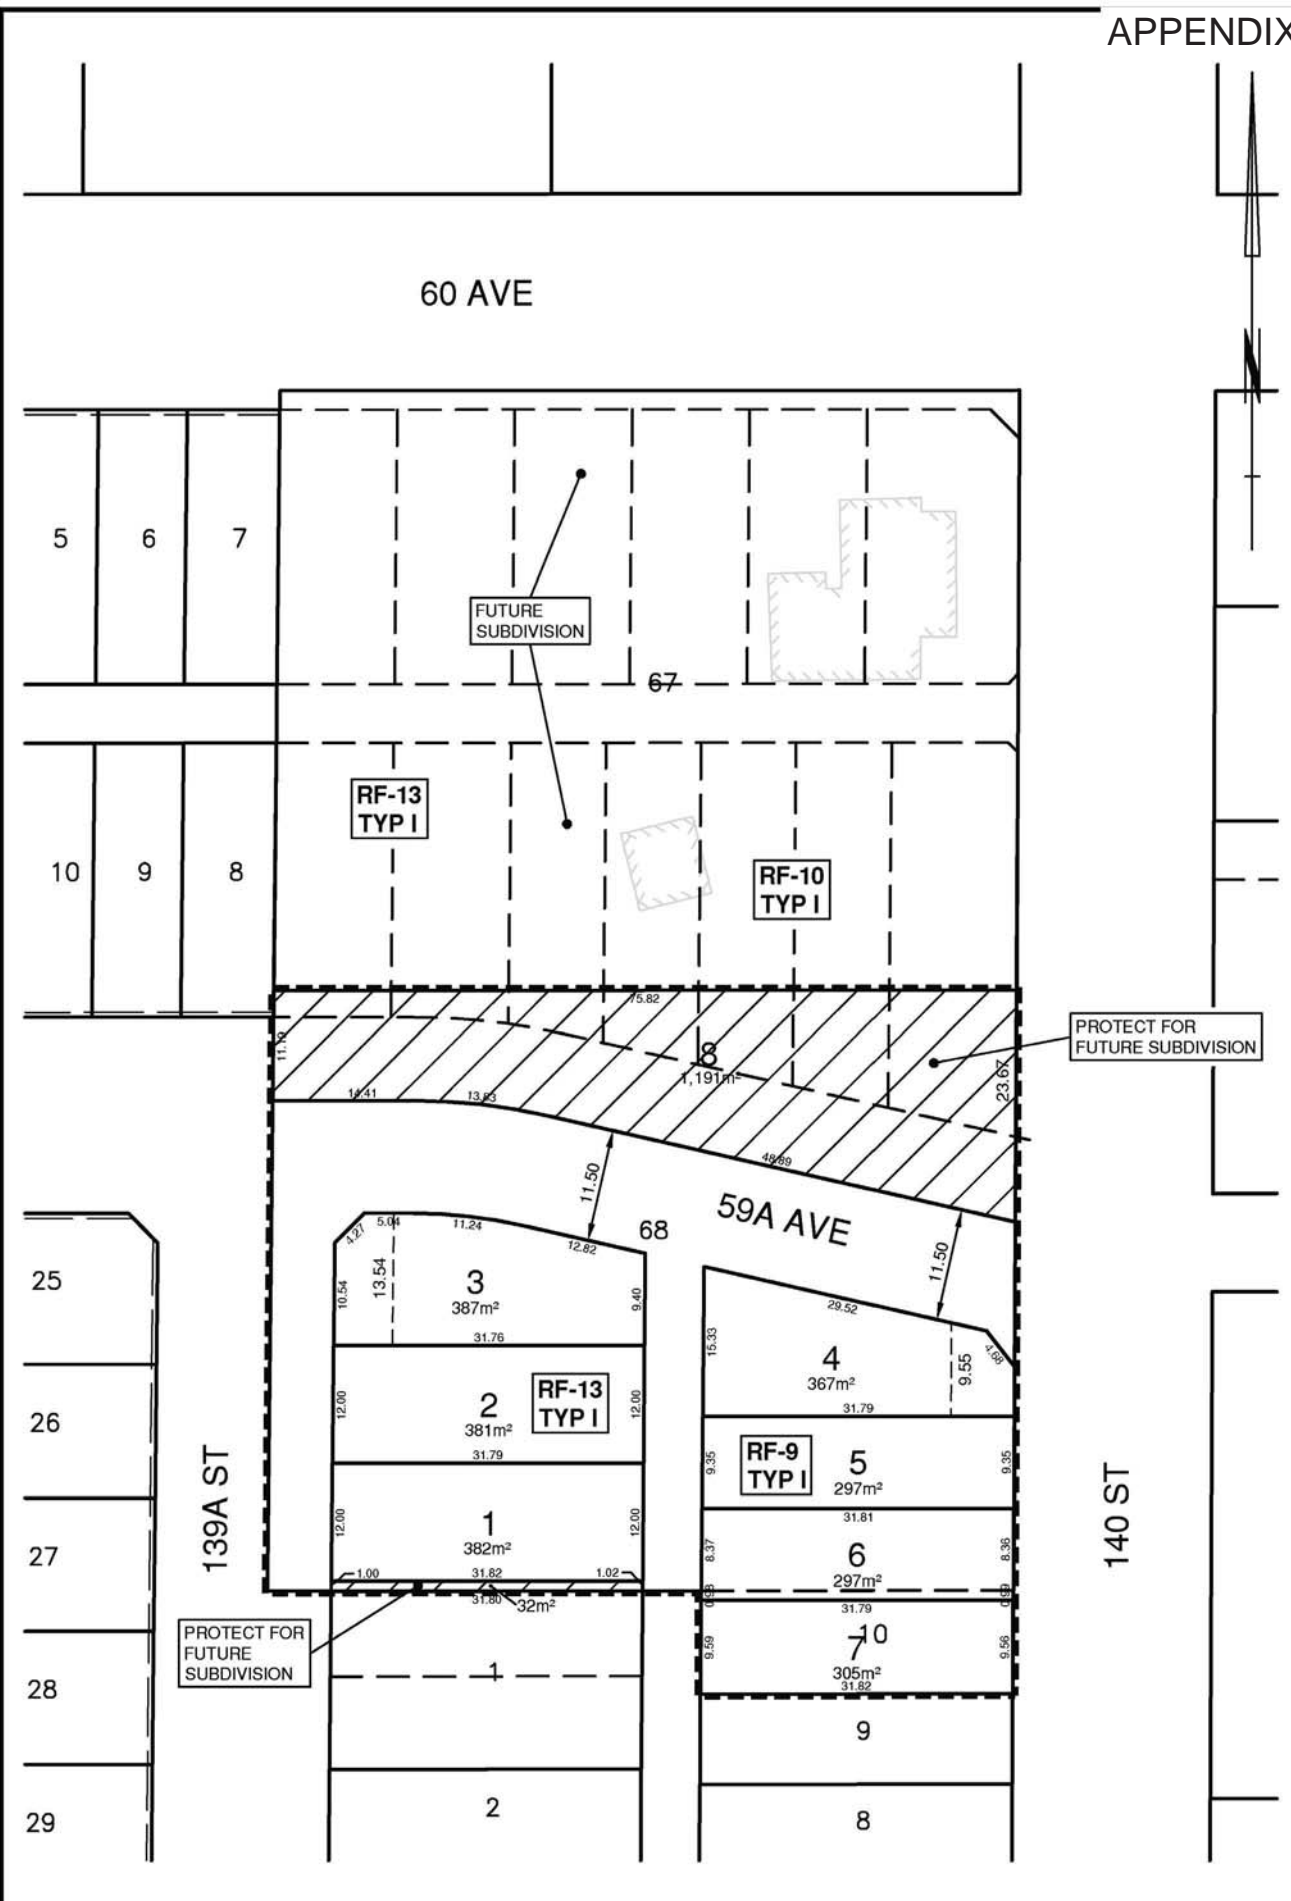 APPENDIX
N
60 AVE
5
6
7
FUTURE
SUBDIVISION
67
RF-13
TYP I
10
9
8
RF-10
TYP I
75.82
PROTECT FOR
FUTURE SUBDIVISION
11.19
8
1,191m²
23.67
14.41
13.83
48.89
11.50
59A AVE
68
11.50
25
4.27
5.04
11.24
12.82
10.54
13.54
3
387m²
9.40
31.76
29.52
15.33
4
367m²
9.55
4.68
31.79
26
12.00
2
381m²
RF-13
TYP I
12.00
31.79
9.35
RF-9
TYP I
5
297m²
9.35
31.81
139A ST
140 ST
27
12.00
1
382m²
12.00
8.37
6
297m²
8.36
1.00
31.82
1.02
31.80
32m²
0.98
0.99
31.79
PROTECT FOR
FUTURE
SUBDIVISION
9.59
7
10
305m²
9.56
31.82
28
1
9
29
2
8